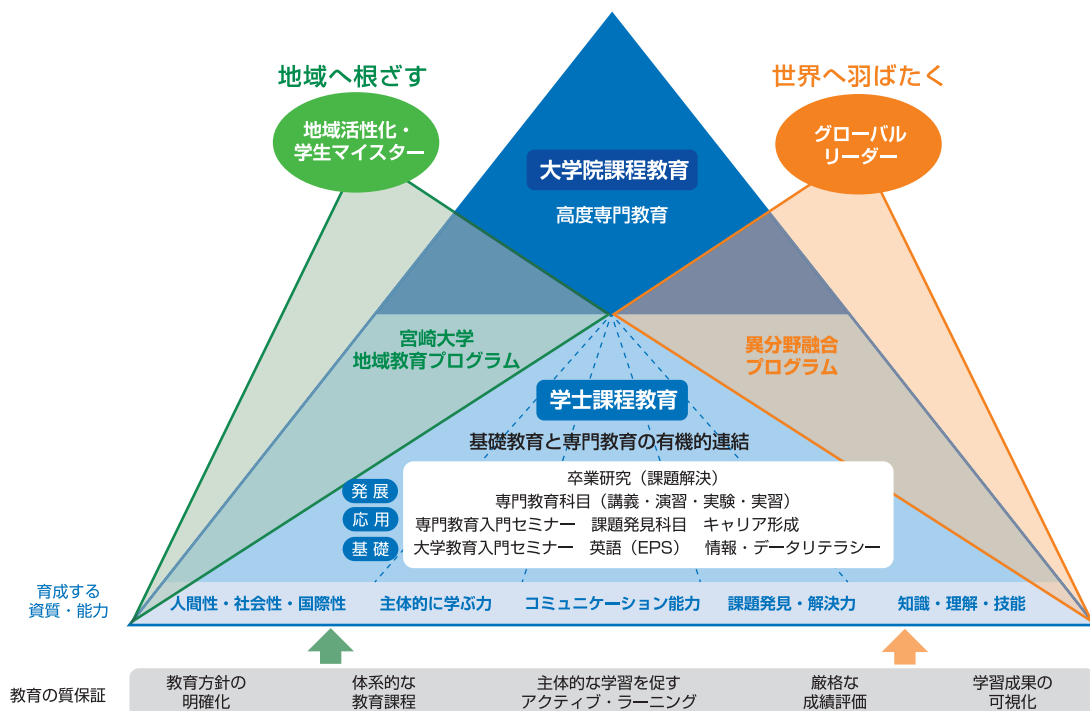 地域へ根ざす
世界へ羽ばたく
地域活性化・
学生マイスター
グローバル
リーダー
大学院課程教育
高度専門教育
宮崎大学
地域教育プログラム
異分野融合
プログラム
学士課程教育
基礎教育と専門教育の有機的連結
発展
応用
基礎
卒業研究（課題解決）
専門教育科目（講義・演習・実験・実習）
専門教育入門セミナー　課題発見科目　キャリア形成
大学教育入門セミナー　英語（EPS）　情報・データリテラシー
育成する
資質・能力
人間性・社会性・国際性
主体的に学ぶ力
コミュニケーション能力
課題発見・解決力
知識・理解・技能
教育の質保証
教育方針の
明確化
体系的な
教育課程
主体的な学習を促す
アクティブ・ラーニング
厳格な
成績評価
学習成果の
可視化